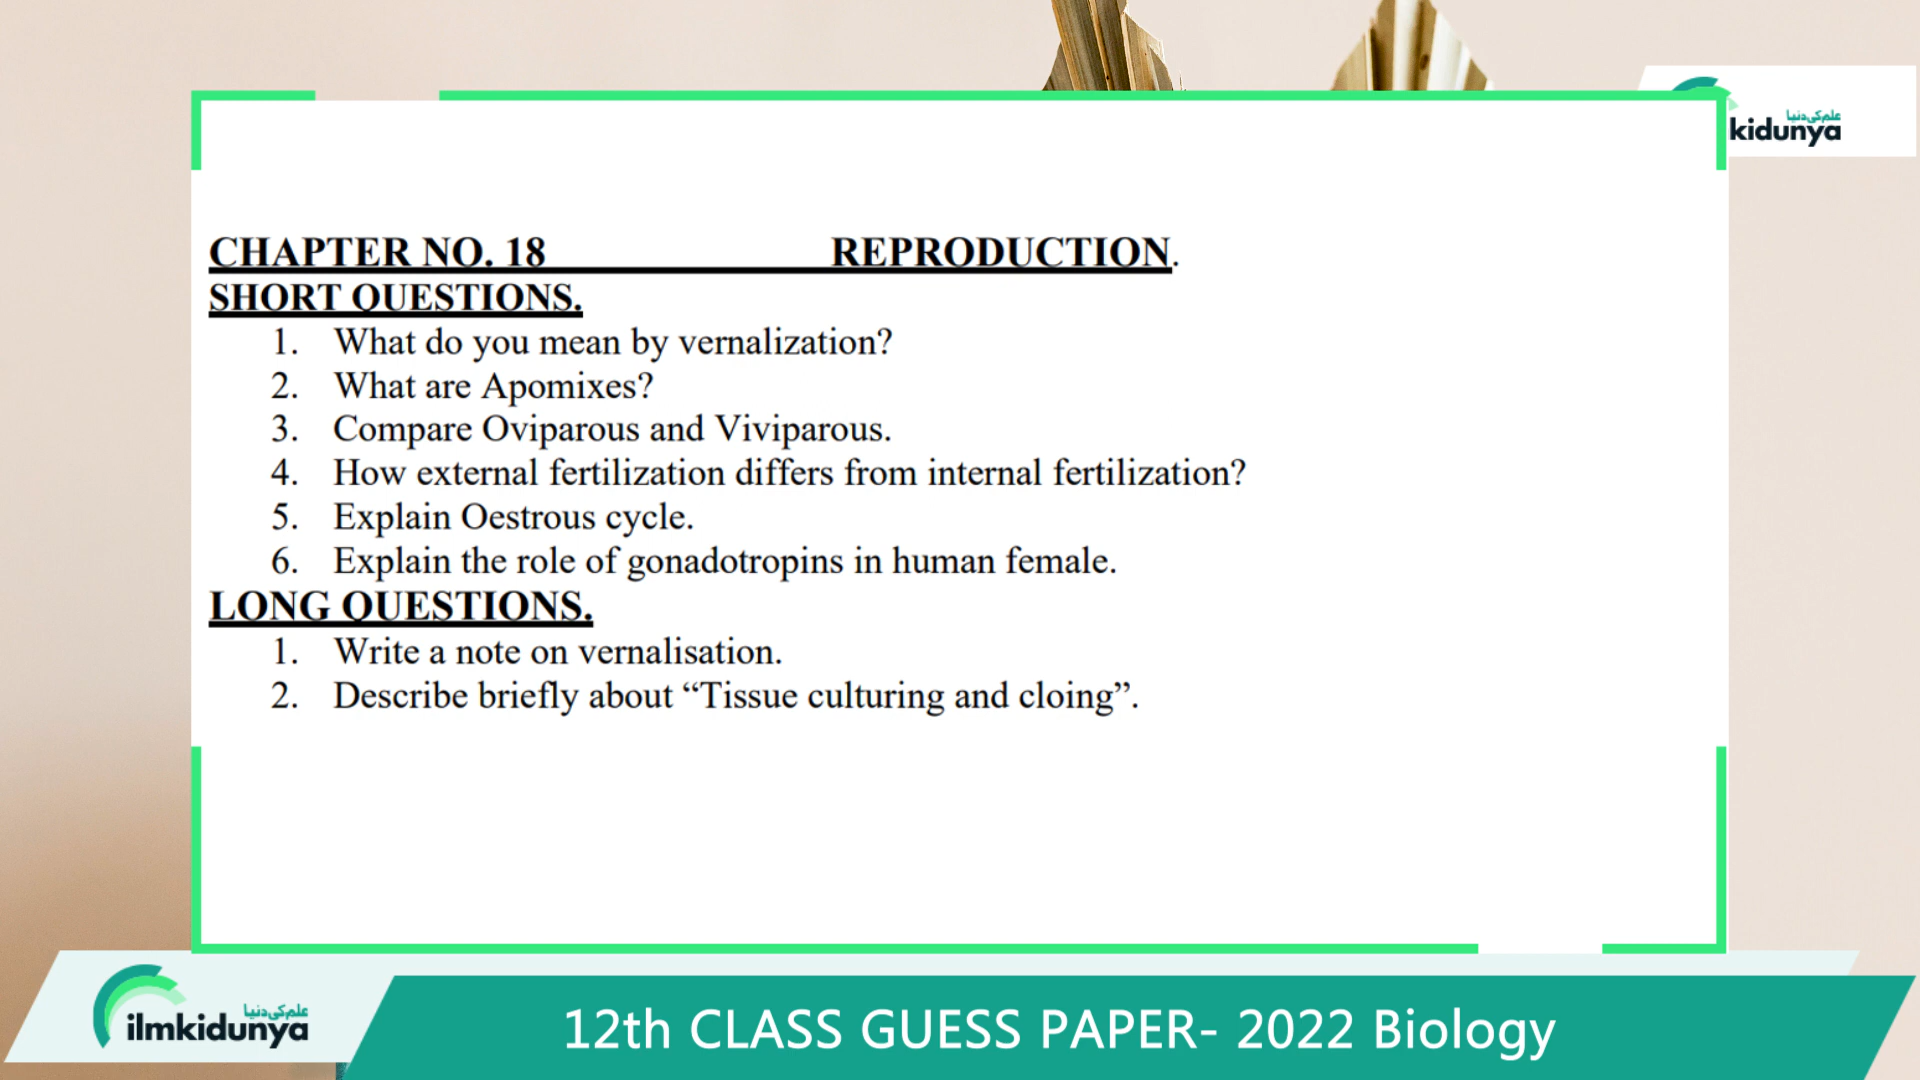 علم کی دنیا
kidunya
CHAPTER NO. 18 REPRODUCTION.
SHORT QUESTIONS.
1. What do you mean by vernalization?
2. What are Apomixes?
3. Compare Oviparous and Viviparous.
4. How external fertilization differs from internal fertilization?
5. Explain Oestrous cycle.
6. Explain the role of gonadotropins in human female.
LONG QUESTIONS.
1. Write a note on vernalisation.
2. Describe briefly about “Tissue culturing and cloing”.
علم کی دنیا
ilmkidunya
12th CLASS GUESS PAPER- 2022 Biology